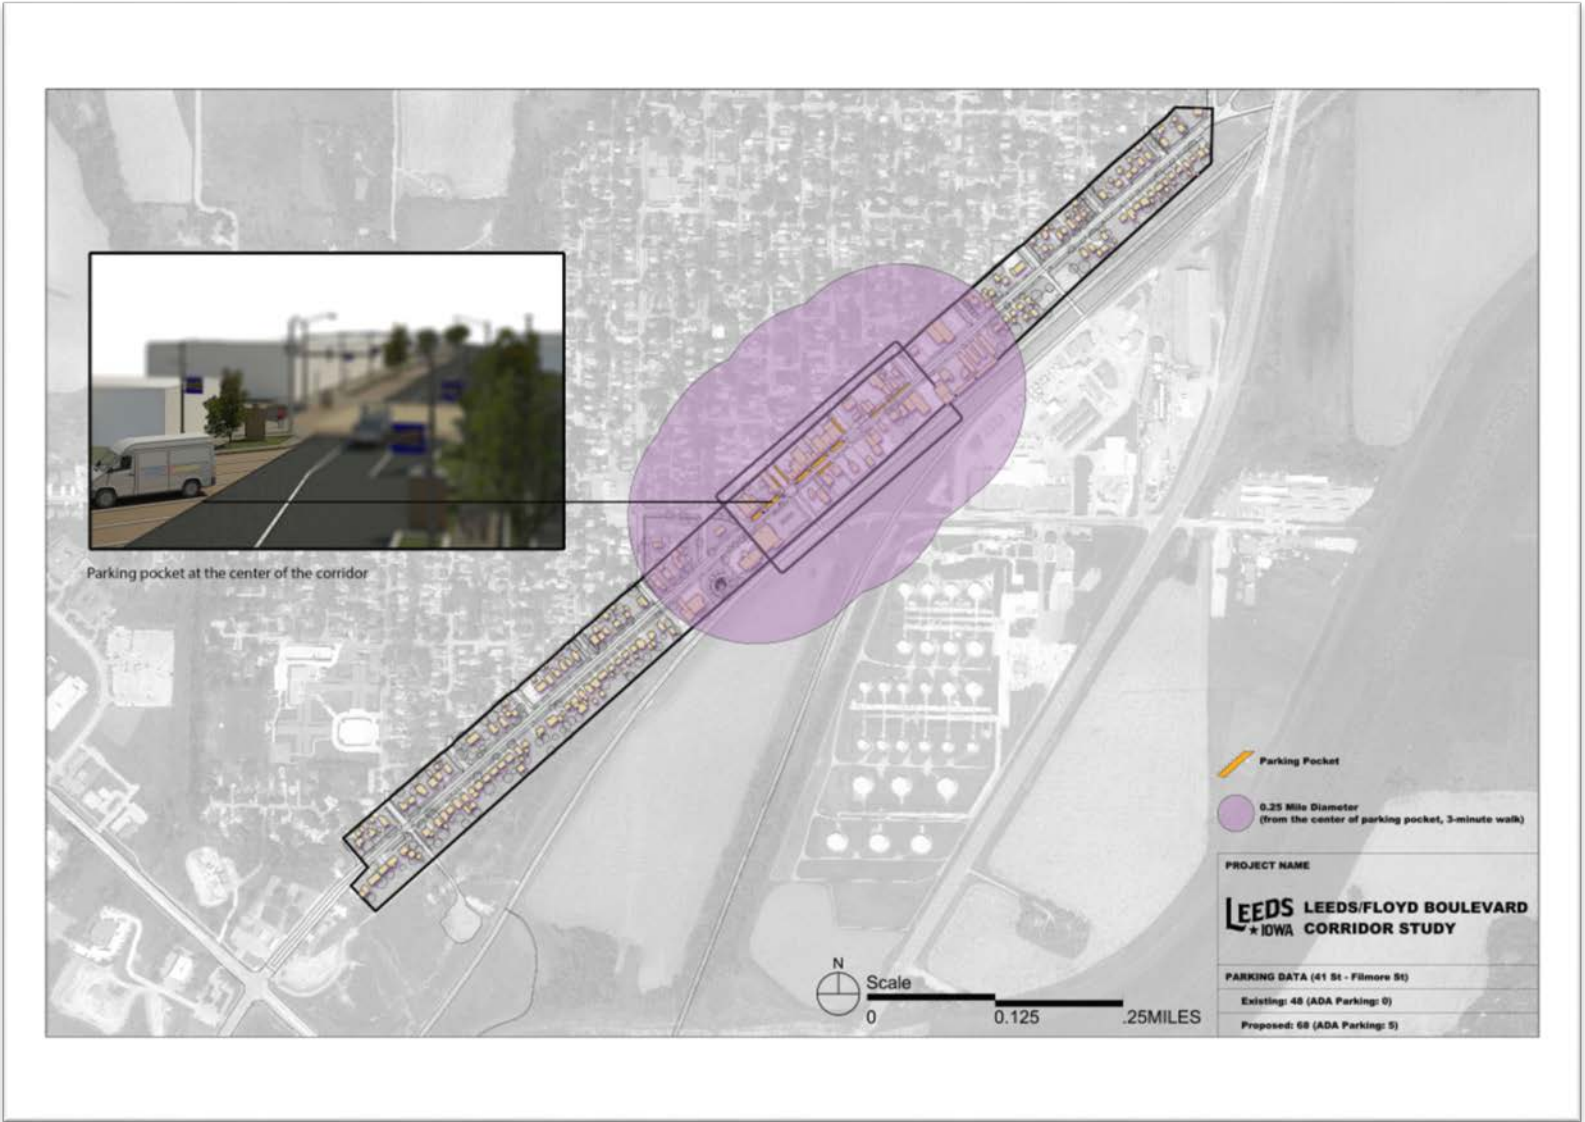 Parking pocket at the center of the corridor
Parking Pocket
0.25 Mile Diameter
(from the center of parking pocket, 3-minute walk)
PROJECT NAME
LEEDS
★ IOWA
LEEDS/FLOYD BOULEVARD
CORRIDOR STUDY
PARKING DATA (41 St - Filmore St)
Existing: 48 (ADA Parking: 0)
Proposed: 68 (ADA Parking: 5)
N
Scale
0 0.125 .25MILES